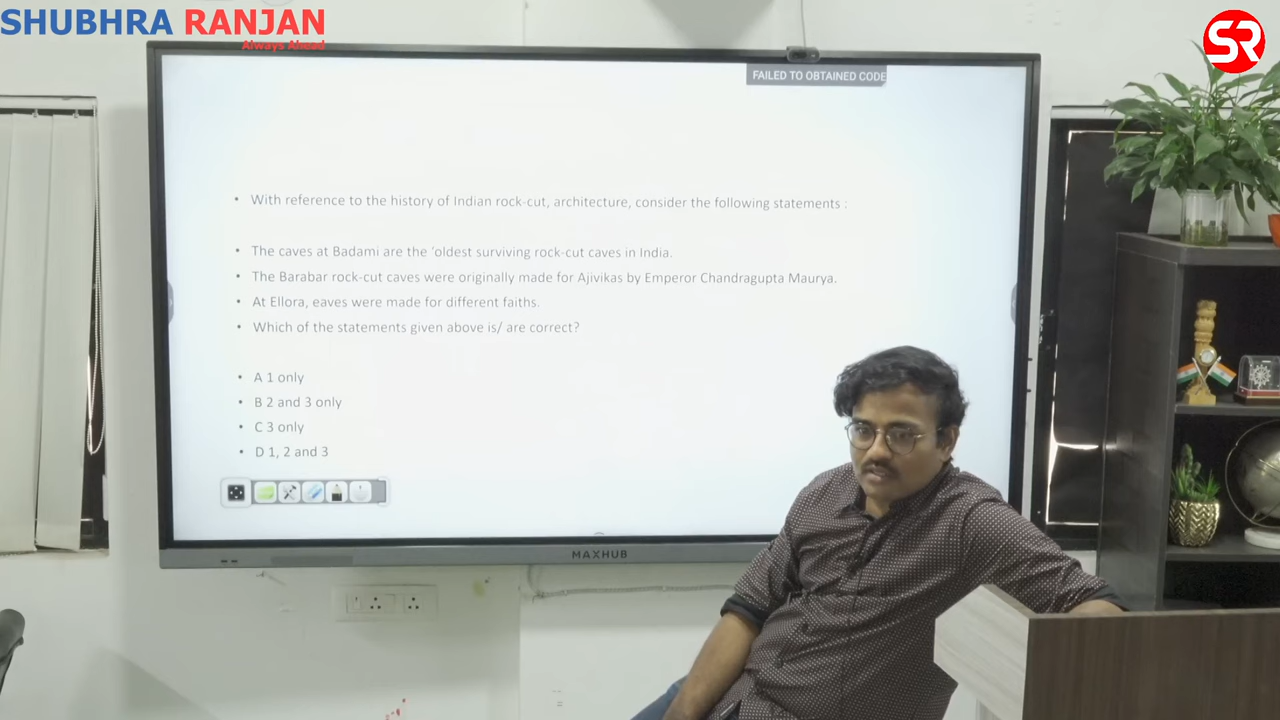 SHUBHRA RANJAN
Always Ahead
SR
FAILED TO OBTAINED CODE
• With reference to the history of Indian rock-cut, architecture, consider the following statements :
• The caves at Badami are the 'oldest surviving rock-cut caves in India.
• The Barabar rock-cut caves were originally made for Ajivikas by Emperor Chandragupta Maurya.
• At Ellora, eaves were made for different faiths.
• Which of the statements given above is/ are correct?
• A 1 only
• B 2 and 3 only
• C 3 only
• D 1, 2 and 3
MAXHUB